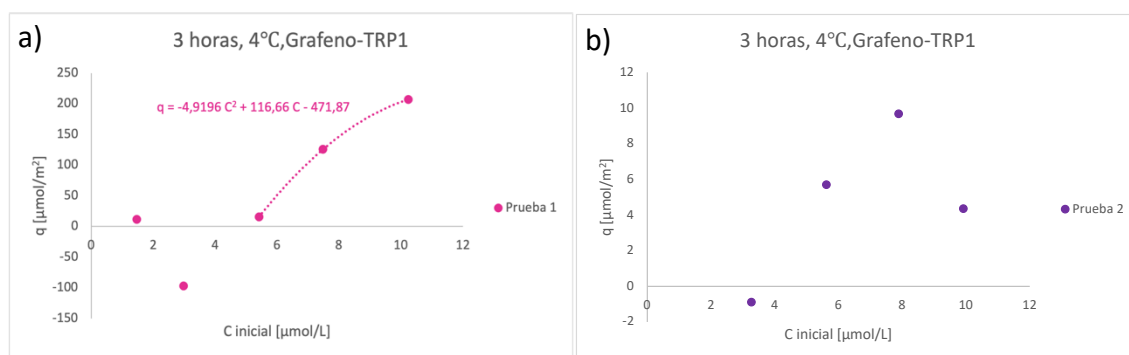 a)
3 horas, 4℃,Grafeno-TRP1
q = -4,9196 C² + 116,66 C - 471,87
250
200
150
100
50
0
-50
-100
-150
0 2 4 6 8 10 12
q [μmol/m²]
C inicial [μmol/L]
Prueba 1
b)
3 horas, 4℃,Grafeno-TRP1
12
10
8
6
4
2
0
-2
0 2 4 6 8 10 12
q [μmol/m²]
C inicial [μmol/L]
Prueba 2